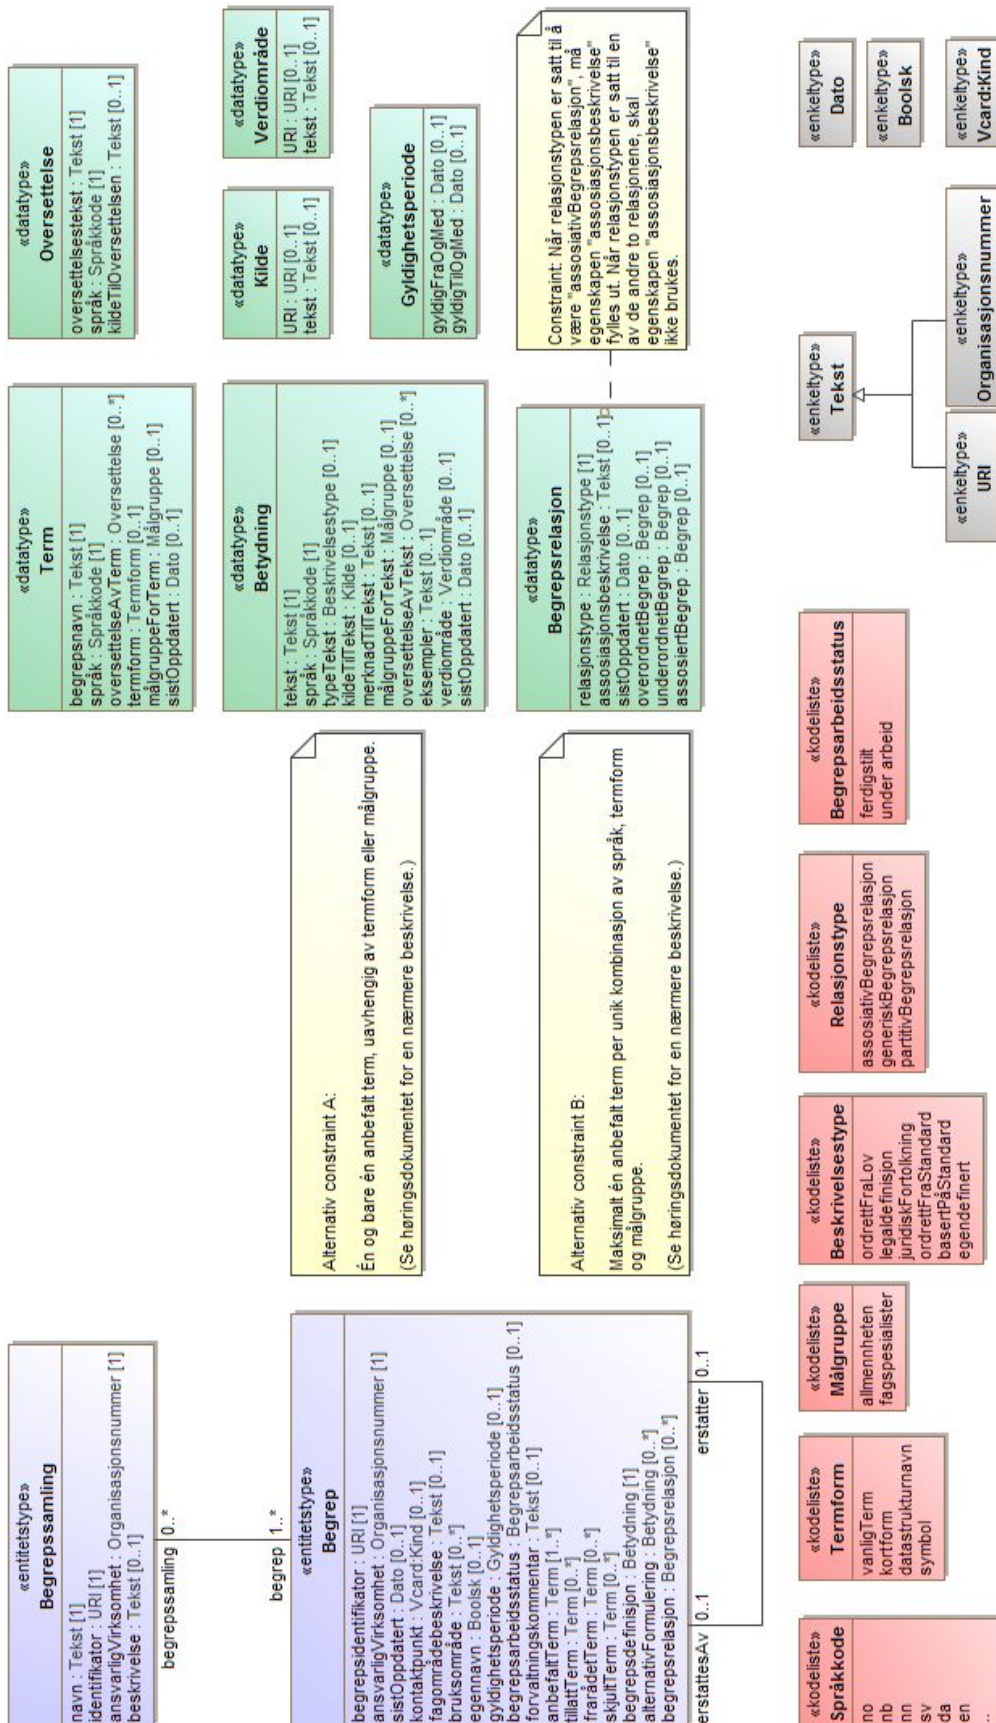 «entitetstype»
Begrepssamling
navn : Tekst [1]
identifikator : URI [1]
ansvarligVirksomhet : Organisasjonsnummer [1]
beskrivelse : Tekst [0..1]
begrepssamling 0..*
begrep 1..*
«entitetstype»
Begrep
begrepsidentifikator : URI [1]
ansvarligVirksomhet : Organisasjonsnummer [1]
sistOppdatert : Dato [0..1]
kontaktpunkt : Vcard:Kind [0..1]
fagområdebeskrivelse : Tekst [0..1]
bruksområde : Tekst [0..*]
egennavn : Boolsk [0..1]
gyldighetsperiode : Gyldighetsperiode [0..1]
begrepsarbeidsstatus : Begrepsarbeidsstatus [0..1]
forvaltningskommentar : Tekst [0..1]
anbefaltTerm : Term [1..*]
tillattTerm : Term [0..*]
frarådetTerm : Term [0..*]
skjultTerm : Term [0..*]
begrepsdefinisjon : Betydning [1]
alternativFormulering : Betydning [0..*]
begrepsrelasjon : Begrepsrelasjon [0..*]
erstattesAv 0..1
erstatter 0..1
Alternativ constraint A:
Én og bare én anbefalt term, uavhengig av termform eller målgruppe.
(Se høringsdokumentet for en nærmere beskrivelse.)
Alternativ constraint B:
Maksimalt én anbefalt term per unik kombinasjon av språk, termform
og målgruppe.
(Se høringsdokumentet for en nærmere beskrivelse.)
«datatype»
Term
begrepsnavn : Tekst [1]
språk : Språkkode [1]
oversettelseAvTerm : Oversettelse [0..*]
termform : Termform [0..1]
målgruppeForTerm : Målgruppe [0..1]
sistOppdatert : Dato [0..1]
«datatype»
Oversettelse
oversettelsestekst : Tekst [1]
språk : Språkkode [1]
kildeTilOversettelsen : Tekst [0..1]
«datatype»
Betydning
tekst : Tekst [1]
språk : Språkkode [1]
typeTekst : Beskrivelsestype [0..1]
kildeTilTekst : Kilde [0..1]
merknadTilTekst : Tekst [0..1]
målgruppeForTekst : Målgruppe [0..1]
oversettelseAvTekst : Oversettelse [0..*]
eksempler : Tekst [0..1]
verdiområde : Verdiområde [0..1]
sistOppdatert : Dato [0..1]
«datatype»
Kilde
URI : URI [0..1]
tekst : Tekst [0..1]
«datatype»
Verdiområde
URI : URI [0..1]
tekst : Tekst [0..1]
«datatype»
Gyldighetsperiode
gyldigFraOgMed : Dato [0..1]
gyldigTilOgMed : Dato [0..1]
«datatype»
Begrepsrelasjon
relasjonstype : Relasjonstype [1]
assosiasjonsbeskrivelse : Tekst [0..1]
sistOppdatert : Dato [0..1]
overordnetBegrep : Begrep [0..1]
underordnetBegrep : Begrep [0..1]
assosiertBegrep : Begrep [0..1]
Constraint: Når relasjonstypen er satt til å
være "assosiativBegrepsrelasjon", må
egenskapen "assosiasjonsbeskrivelse"
fylles ut. Når relasjonstypen er satt til en
av de andre to relasjonene, skal
egenskapen "assosiasjonsbeskrivelse"
ikke brukes.
«kodeliste»
Språkkode
no
nb
nn
sv
da
en
..
«kodeliste»
Termform
vanligTerm
kortform
datastrukturnavn
symbol
«kodeliste»
Målgruppe
allmennheten
fagspesialister
«kodeliste»
Beskrivelsestype
ordrettFraLov
legaldefinisjon
juridiskFortolkning
ordrettFraStandard
basertPåStandard
egendefinert
«kodeliste»
Relasjonstype
assosiativBegrepsrelasjon
generiskBegrepsrelasjon
partitivBegrepsrelasjon
«kodeliste»
Begrepsarbeidsstatus
ferdigstilt
under arbeid
«enkeltype»
Tekst
«enkeltype»
URI
«enkeltype»
Organisasjonsnummer
«enkeltype»
Dato
«enkeltype»
Boolsk
«enkeltype»
Vcard:Kind